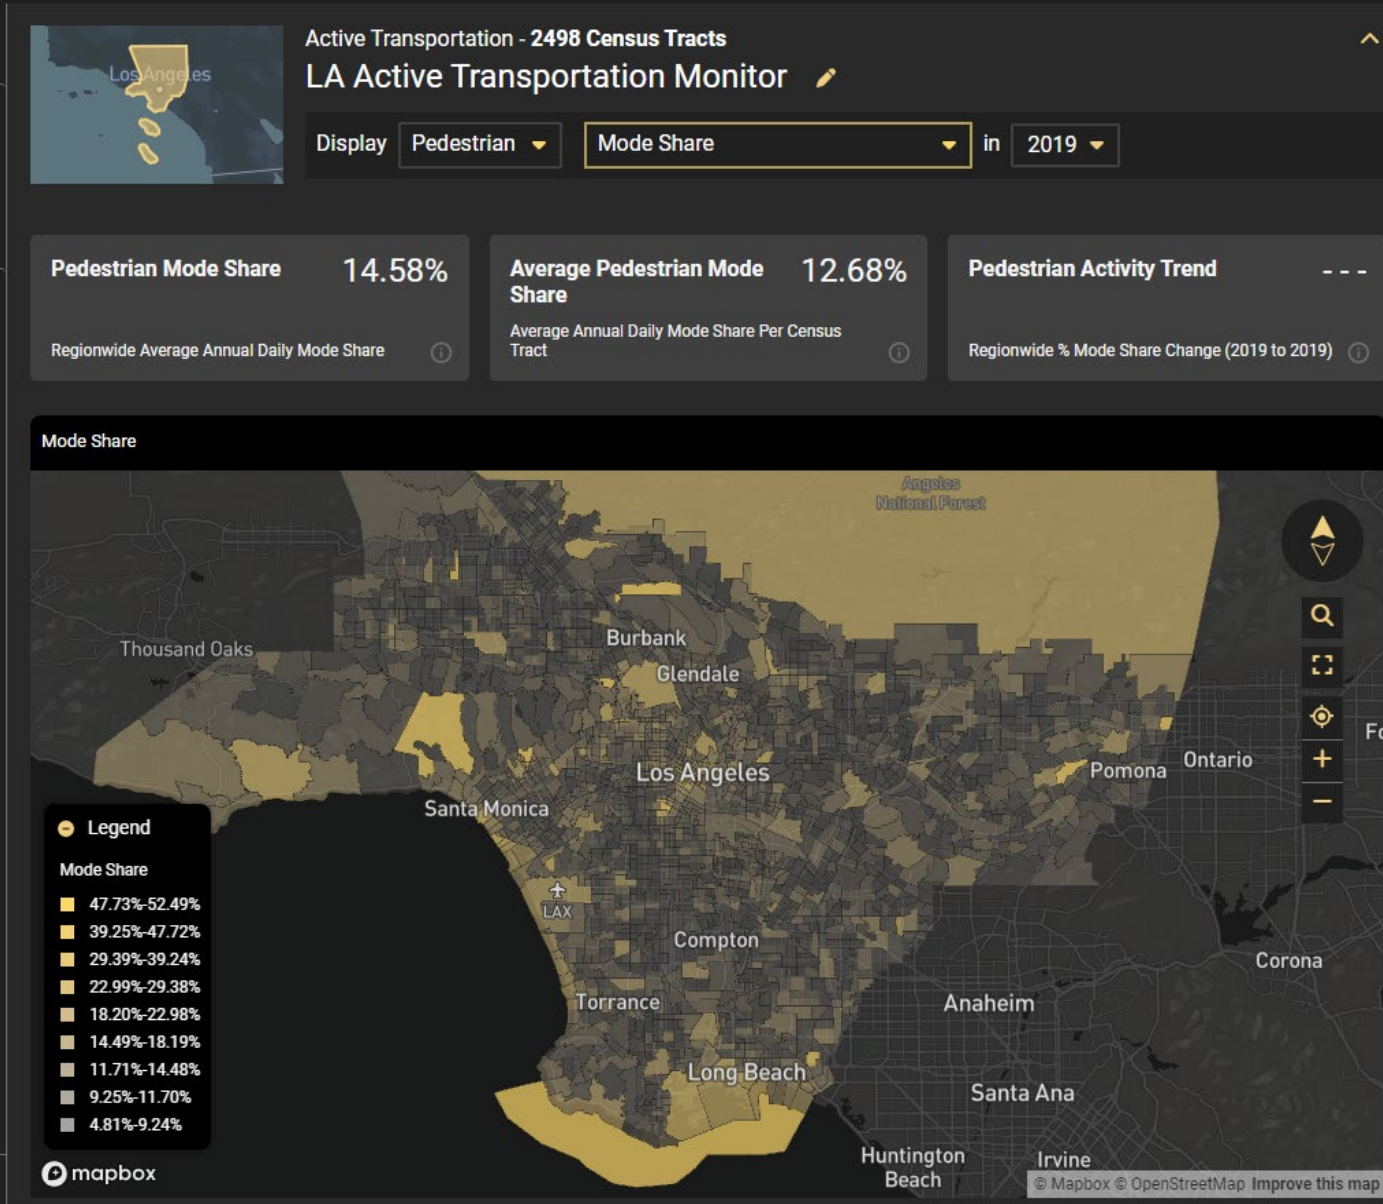 Los Angeles
Active Transportation - 2498 Census Tracts
LA Active Transportation Monitor
Display
Pedestrian
Mode Share
in
2019
Pedestrian Mode Share
14.58%
Regionwide Average Annual Daily Mode Share
Average Pedestrian Mode
Share
12.68%
Average Annual Daily Mode Share Per Census
Tract
Pedestrian Activity Trend
- - -
Regionwide % Mode Share Change (2019 to 2019)
Mode Share
Angeles
National Forest
Thousand Oaks
Burbank
Glendale
Los Angeles
Pomona
Ontario
Santa Monica
LAX
Compton
Torrance
Long Beach
Anaheim
Corona
Santa Ana
Huntington
Beach
Irvine
Legend
Mode Share
47.73%-52.49%
39.25%-47.72%
29.39%-39.24%
22.99%-29.38%
18.20%-22.98%
14.49%-18.19%
11.71%-14.48%
9.25%-11.70%
4.81%-9.24%
mapbox
© Mapbox © OpenStreetMap Improve this map